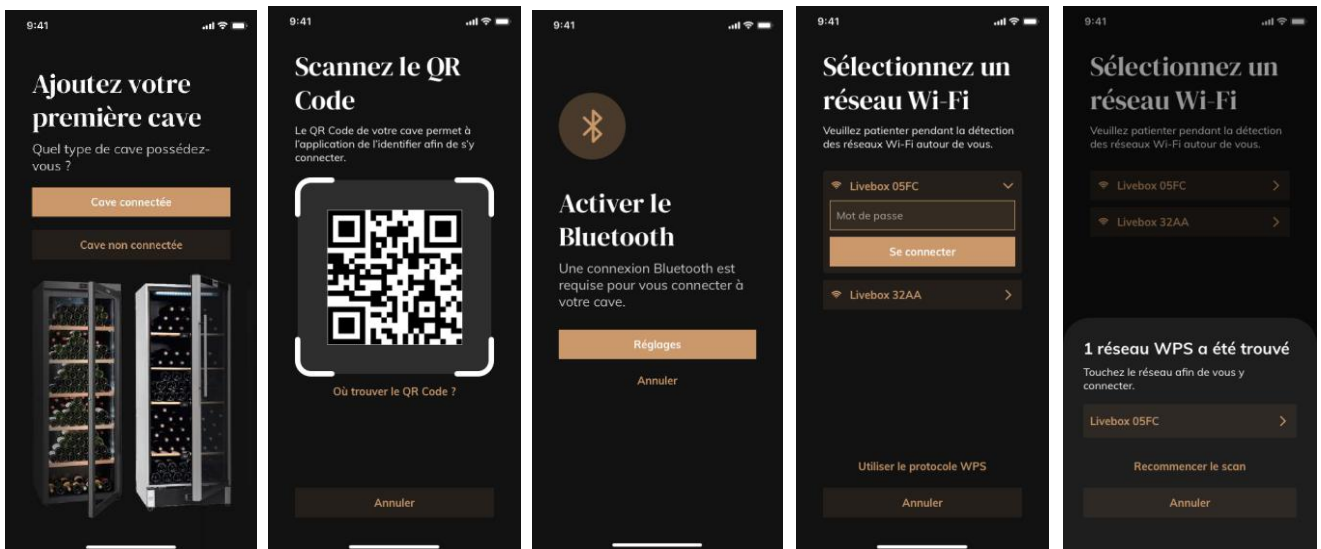 9:41
Ajoutez votre
première cave
Quel type de cave possédez-
vous ?
Cave connectée
Cave non connectée
9:41
Scannez le QR
Code
Le QR Code de votre cave permet à
l'application de l'identifier afin de s'y
connecter.
Où trouver le QR Code ?
Annuler
9:41
Activer le
Bluetooth
Une connexion Bluetooth est
requise pour vous connecter à
votre cave.
Réglages
Annuler
9:41
Sélectionnez un
réseau Wi-Fi
Veuillez patienter pendant la détection
des réseaux Wi-Fi autour de vous.
Livebox 05FC
Mot de passe
Se connecter
Livebox 32AA
Utiliser le protocole WPS
Annuler
9:41
Sélectionnez un
réseau Wi-Fi
Veuillez patienter pendant la détection
des réseaux Wi-Fi autour de vous.
Livebox 05FC
Livebox 32AA
1 réseau WPS a été trouvé
Touchez le réseau afin de vous y
connecter.
Livebox 05FC
Recommencer le scan
Annuler